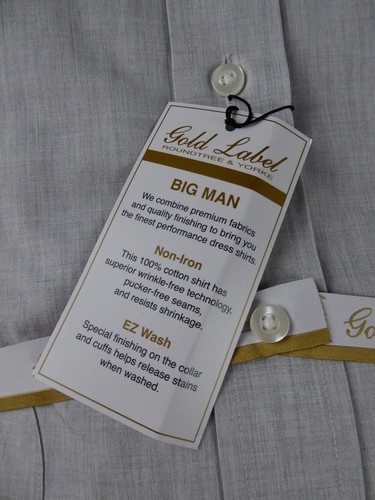 Gold Label
ROUNDTREE & YORKE
BIG MAN
We combine premium fabrics
and quality finishing to bring you
the finest performance dress shirts.
Non-Iron
This 100% cotton shirt has
superior wrinkle-free technology,
pucker-free seams,
and resists shrinkage.
EZ Wash
Special finishing on the collar
and cuffs helps release stains
when washed.
Go